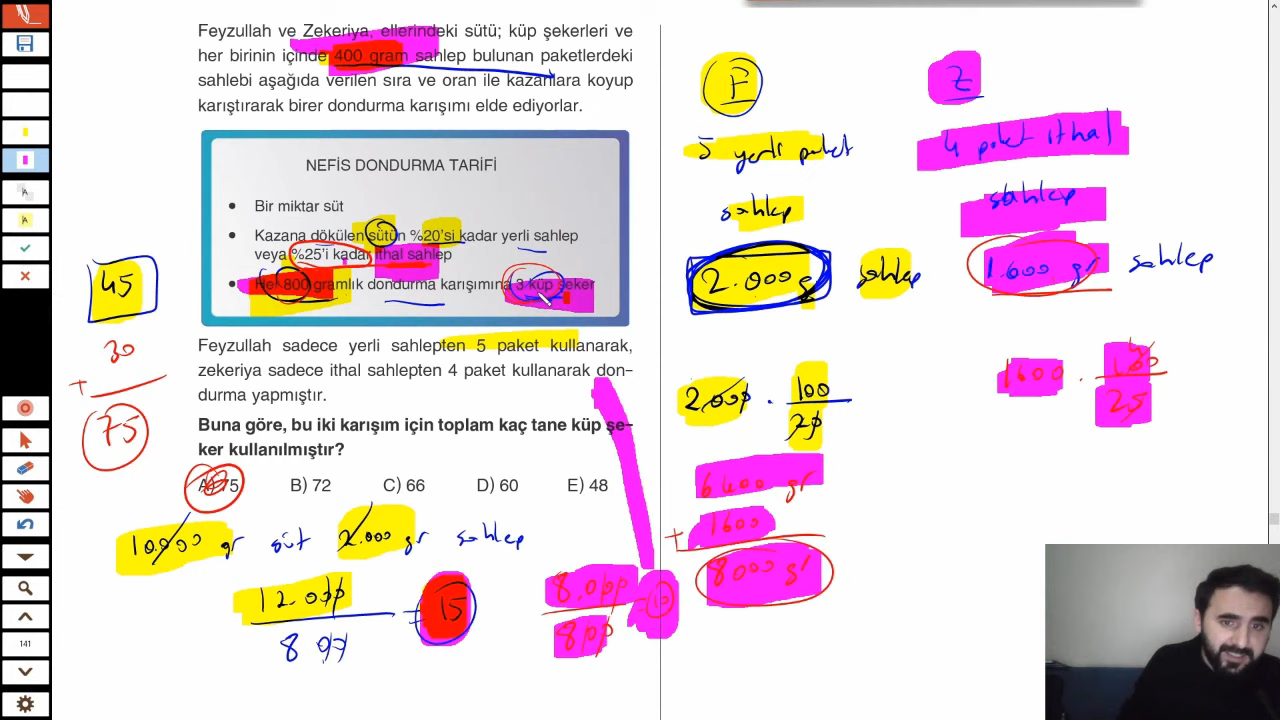 Feyzullah ve Zekeriya, ellerindeki sütü; küp şekerleri ve
her birinin içinde 400 gram sahlep bulunan paketlerdeki
sahlebi aşağıda verilen sıra ve oran ile kazanlara koyup
karıştırarak birer dondurma karışımı elde ediyorlar.
NEFİS DONDURMA TARİFİ
• Bir miktar süt
• Kazana dökülen sütün %20'si kadar yerli sahlep
veya %25'i kadar ithal sahlep
• Her 800 gramlık dondurma karışımına 3 küp şeker
Feyzullah sadece yerli sahlepten 5 paket kullanarak,
zekeriya sadece ithal sahlepten 4 paket kullanarak don-
durma yapmıştır.
Buna göre, bu iki karışım için toplam kaç tane küp şe-
ker kullanılmıştır?
A) 75 B) 72 C) 66 D) 60 E) 48
45
30
+
75
10.000 gr süt 2.000 gr sahlep
12.000
800
= 15
8.000
800
= 10
F
5 yerli paket
sahlep
2.000 g sahlep
2.000 . 100
20
6400 gr
+ 1600
8000 gr
Z
4 paket ithal
sahlep
1.600 gr sahlep
1600 . 100
25
141